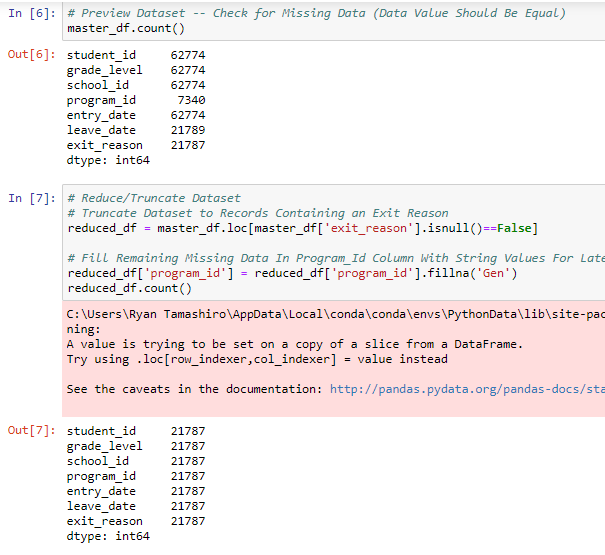 In [6]: # Preview Dataset -- Check for Missing Data (Data Value Should Be Equal)
master_df.count()
Out[6]: student_id     62774
grade_level    62774
school_id      62774
program_id      7340
entry_date     62774
leave_date     21789
exit_reason    21787
dtype: int64
In [7]: # Reduce/Truncate Dataset
# Truncate Dataset to Records Containing an Exit Reason
reduced_df = master_df.loc[master_df['exit_reason'].isnull()==False]
# Fill Remaining Missing Data In Program_Id Column With String Values For Late
reduced_df['program_id'] = reduced_df['program_id'].fillna('Gen')
reduced_df.count()
C:\Users\Ryan Tamashiro\AppData\Local\conda\conda\envs\PythonData\lib\site-pac
ning:
A value is trying to be set on a copy of a slice from a DataFrame.
Try using .loc[row_indexer,col_indexer] = value instead
See the caveats in the documentation: http://pandas.pydata.org/pandas-docs/sta
Out[7]: student_id     21787
grade_level    21787
school_id      21787
program_id     21787
entry_date     21787
leave_date     21787
exit_reason    21787
dtype: int64